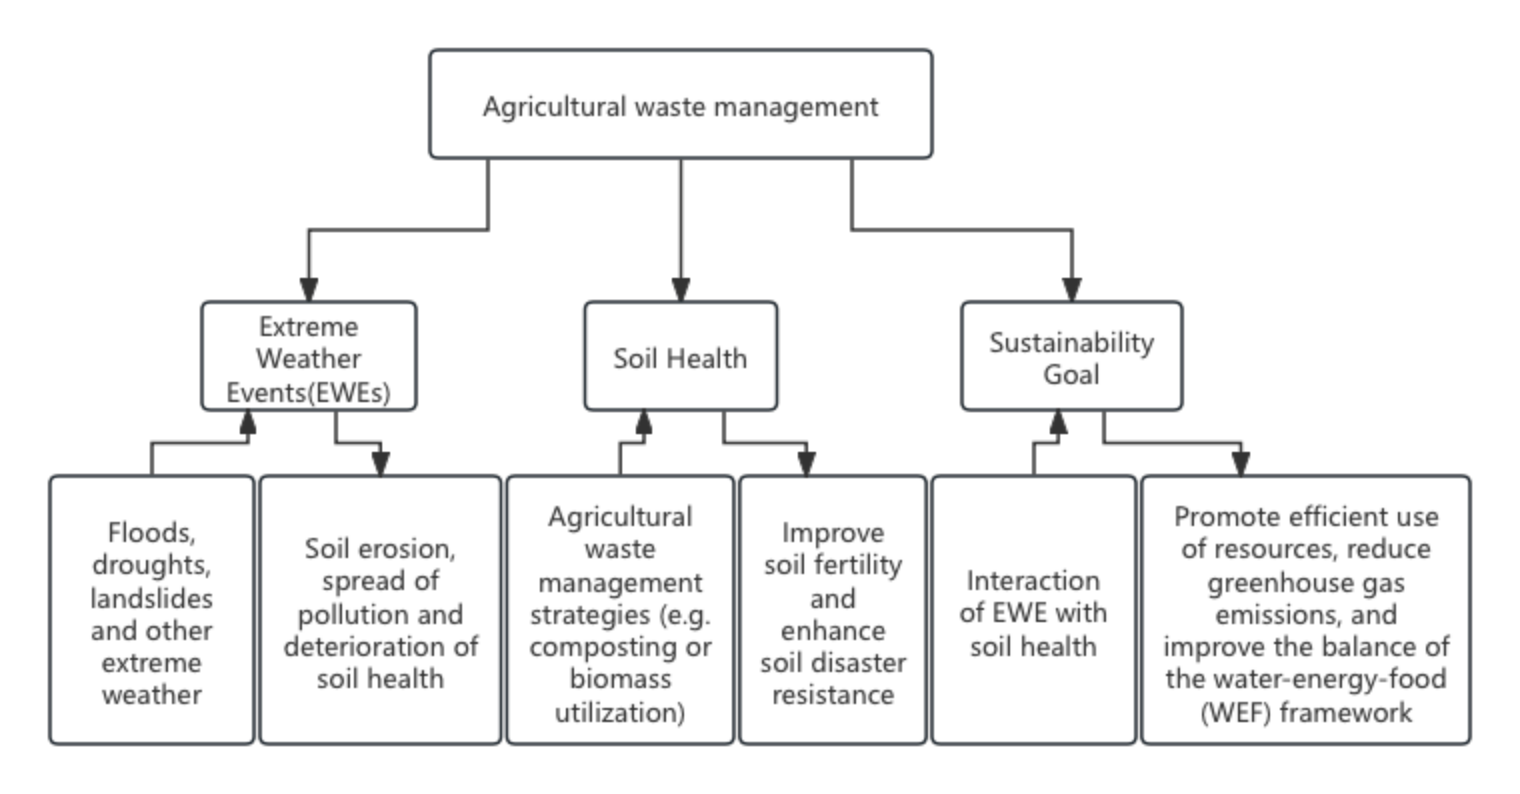 Agricultural waste management
Extreme
Weather
Events(EWEs)
Soil Health
Sustainability
Goal
Floods,
droughts,
landslides
and other
extreme
weather
Soil erosion,
spread of
pollution and
deterioration of
soil health
Agricultural
waste
management
strategies (e.g.
composting or
biomass
utilization)
Improve
soil fertility
and
enhance
soil disaster
resistance
Interaction
of EWE with
soil health
Promote efficient use
of resources, reduce
greenhouse gas
emissions, and
improve the balance of
the water-energy-food
(WEF) framework